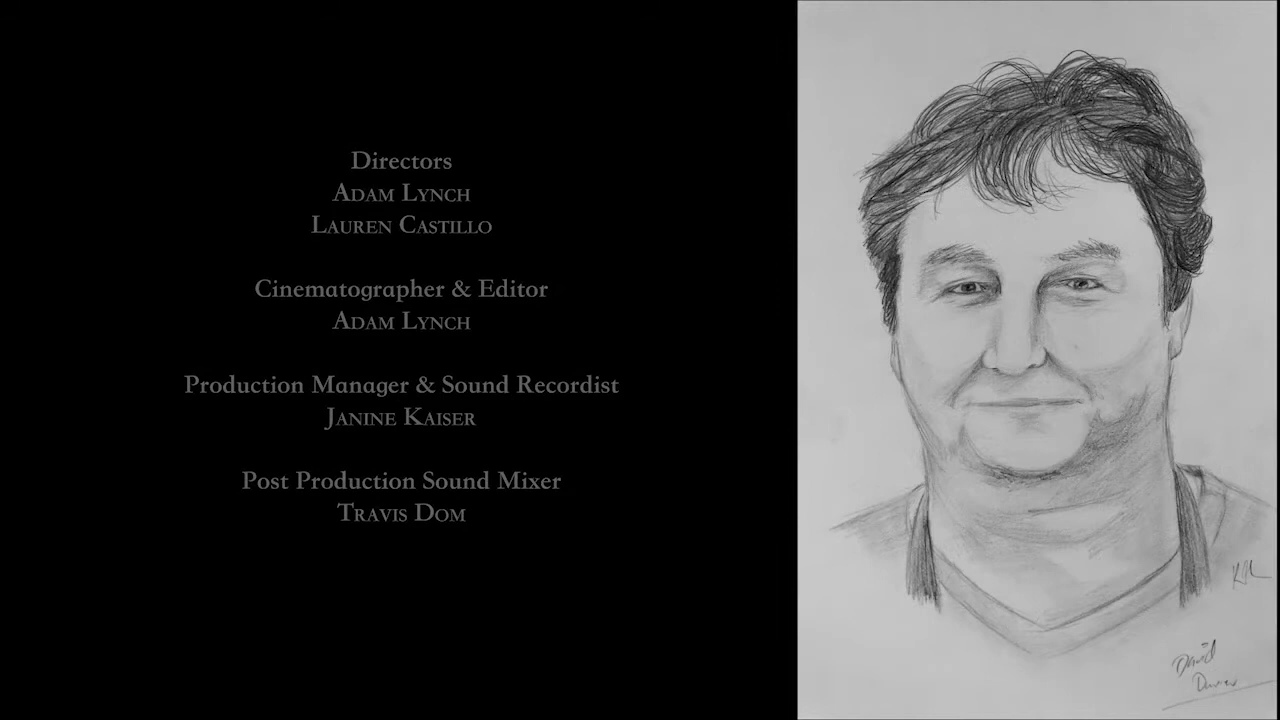 Directors
Adam Lynch
Lauren Castillo
Cinematographer & Editor
Adam Lynch
Production Manager & Sound Recordist
Janine Kaiser
Post Production Sound Mixer
Travis Dom
David